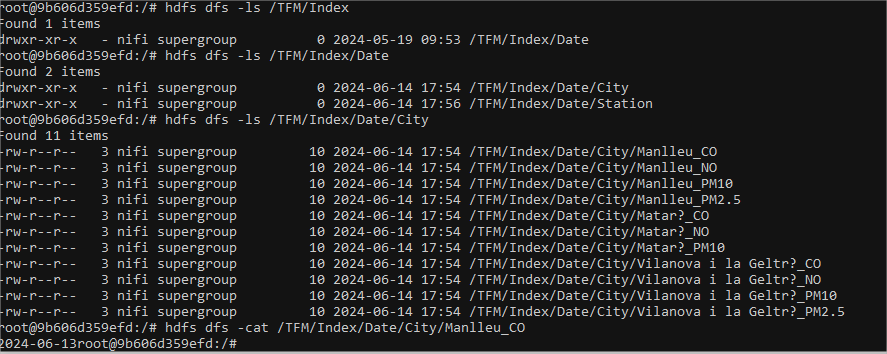 root@9b606d359efd:/# hdfs dfs -ls /TFM/Index
Found 1 items
drwxr-xr-x   - nifi supergroup          0 2024-05-19 09:53 /TFM/Index/Date
root@9b606d359efd:/# hdfs dfs -ls /TFM/Index/Date
Found 2 items
drwxr-xr-x   - nifi supergroup          0 2024-06-14 17:54 /TFM/Index/Date/City
drwxr-xr-x   - nifi supergroup          0 2024-06-14 17:56 /TFM/Index/Date/Station
root@9b606d359efd:/# hdfs dfs -ls /TFM/Index/Date/City
Found 11 items
-rw-r--r--   3 nifi supergroup         10 2024-06-14 17:54 /TFM/Index/Date/City/Manlleu_CO
-rw-r--r--   3 nifi supergroup         10 2024-06-14 17:54 /TFM/Index/Date/City/Manlleu_NO
-rw-r--r--   3 nifi supergroup         10 2024-06-14 17:54 /TFM/Index/Date/City/Manlleu_PM10
-rw-r--r--   3 nifi supergroup         10 2024-06-14 17:54 /TFM/Index/Date/City/Manlleu_PM2.5
-rw-r--r--   3 nifi supergroup         10 2024-06-14 17:54 /TFM/Index/Date/City/Matar?_CO
-rw-r--r--   3 nifi supergroup         10 2024-06-14 17:54 /TFM/Index/Date/City/Matar?_NO
-rw-r--r--   3 nifi supergroup         10 2024-06-14 17:54 /TFM/Index/Date/City/Matar?_PM10
-rw-r--r--   3 nifi supergroup         10 2024-06-14 17:54 /TFM/Index/Date/City/Vilanova i la Geltr?_CO
-rw-r--r--   3 nifi supergroup         10 2024-06-14 17:54 /TFM/Index/Date/City/Vilanova i la Geltr?_NO
-rw-r--r--   3 nifi supergroup         10 2024-06-14 17:54 /TFM/Index/Date/City/Vilanova i la Geltr?_PM10
-rw-r--r--   3 nifi supergroup         10 2024-06-14 17:54 /TFM/Index/Date/City/Vilanova i la Geltr?_PM2.5
root@9b606d359efd:/# hdfs dfs -cat /TFM/Index/Date/City/Manlleu_CO
2024-06-13root@9b606d359efd:/#